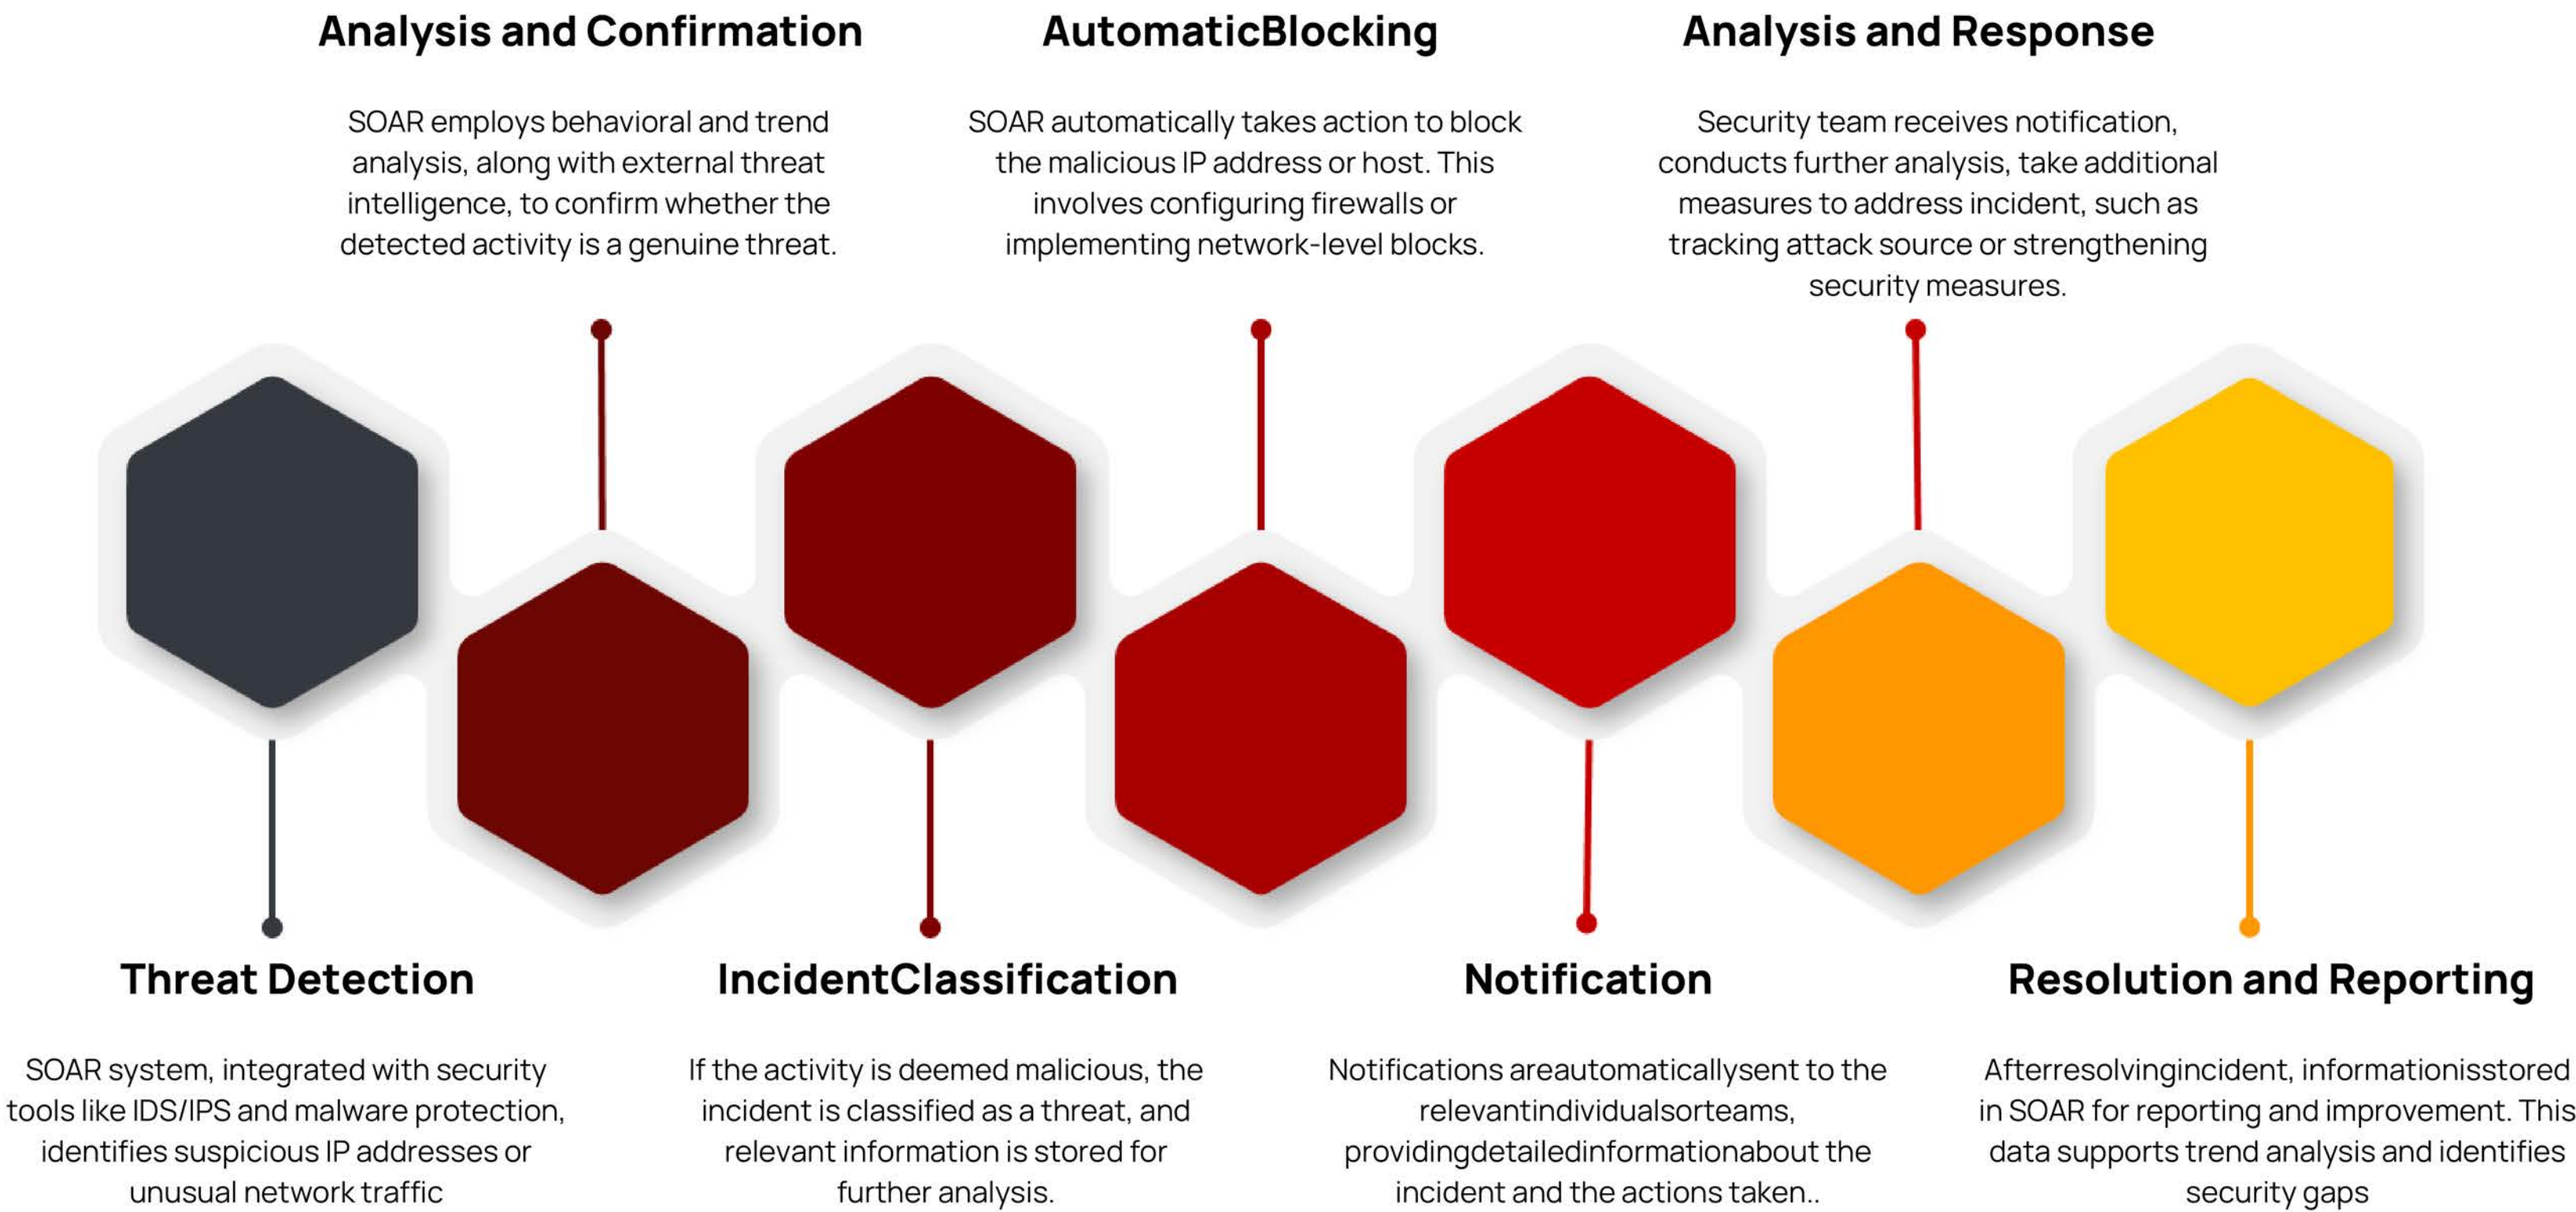 Analysis and Confirmation
SOAR employs behavioral and trend
analysis, along with external threat
intelligence, to confirm whether the
detected activity is a genuine threat.
AutomaticBlocking
SOAR automatically takes action to block
the malicious IP address or host. This
involves configuring firewalls or
implementing network-level blocks.
Analysis and Response
Security team receives notification,
conducts further analysis, take additional
measures to address incident, such as
tracking attack source or strengthening
security measures.
Threat Detection
SOAR system, integrated with security
tools like IDS/IPS and malware protection,
identifies suspicious IP addresses or
unusual network traffic
IncidentClassification
If the activity is deemed malicious, the
incident is classified as a threat, and
relevant information is stored for
further analysis.
Notification
Notifications areautomaticallysent to the
relevantindividualsorteams,
providingdetailedinformationabout the
incident and the actions taken..
Resolution and Reporting
Afterresolvingincident, informationisstored
in SOAR for reporting and improvement. This
data supports trend analysis and identifies
security gaps